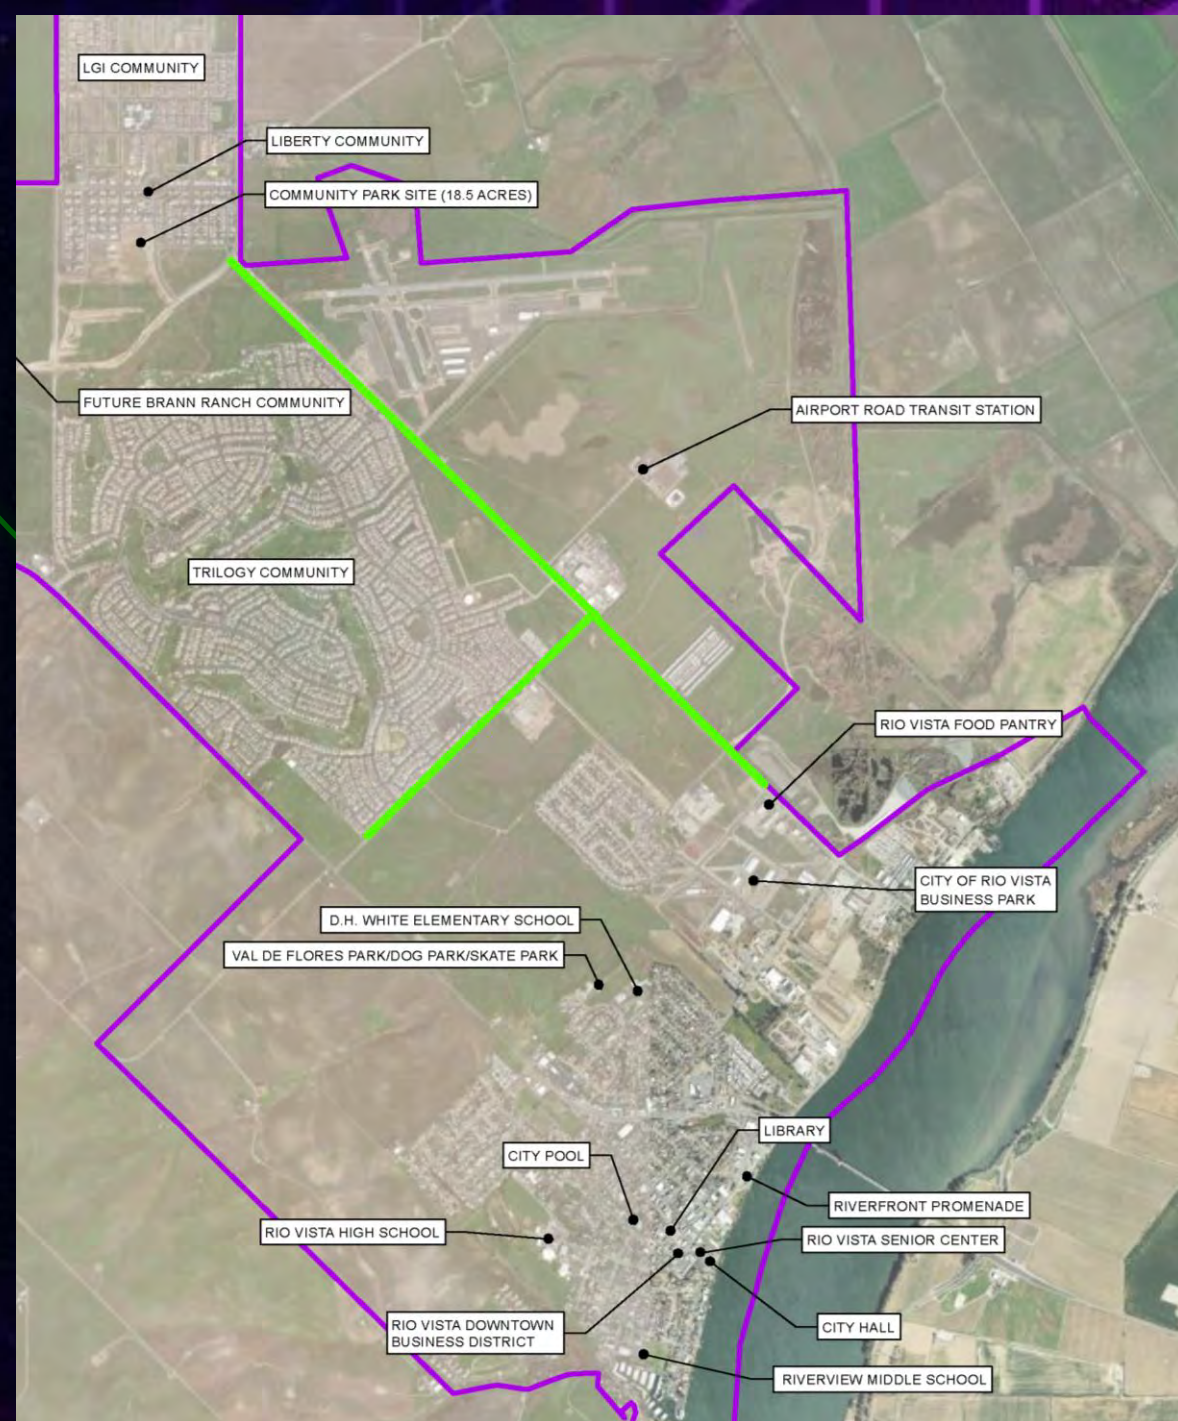 LGI COMMUNITY
LIBERTY COMMUNITY
COMMUNITY PARK SITE (18.5 ACRES)
FUTURE BRANN RANCH COMMUNITY
AIRPORT ROAD TRANSIT STATION
TRILOGY COMMUNITY
RIO VISTA FOOD PANTRY
CITY OF RIO VISTA
BUSINESS PARK
D.H. WHITE ELEMENTARY SCHOOL
VAL DE FLORES PARK/DOG PARK/SKATE PARK
LIBRARY
CITY POOL
RIVERFRONT PROMENADE
RIO VISTA HIGH SCHOOL
RIO VISTA SENIOR CENTER
RIO VISTA DOWNTOWN
BUSINESS DISTRICT
CITY HALL
RIVERVIEW MIDDLE SCHOOL